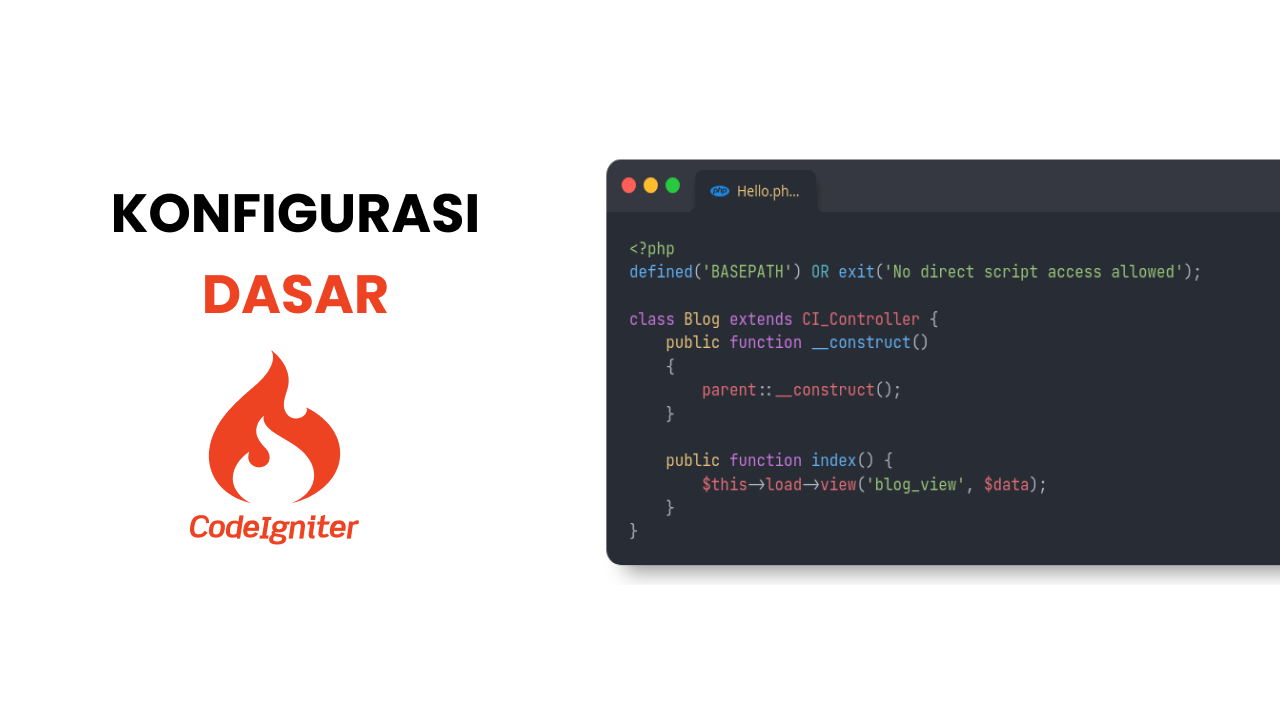 KONFIGURASI
DASAR
CodeIgniter
php Hello.ph...
<?php
defined('BASEPATH') OR exit('No direct script access allowed');

class Blog extends CI_Controller {
    public function __construct()
    {
        parent::__construct();
    }

    public function index() {
        $this->load->view('blog_view', $data);
    }
}